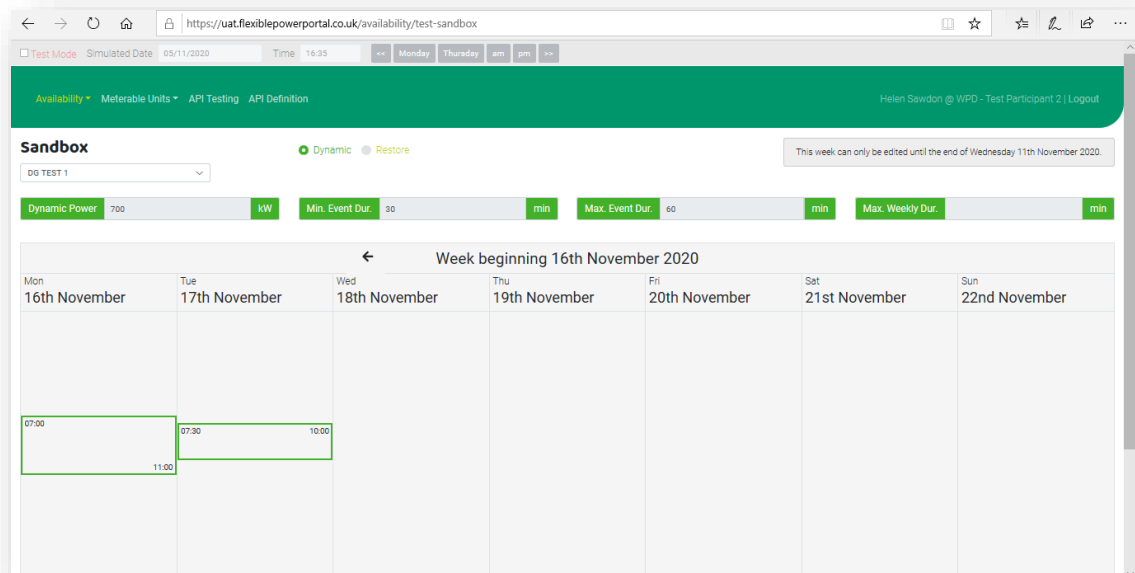 https://uat.flexiblepowerportal.co.uk/availability/test-sandbox
Test Mode Simulated Date 05/11/2020 Time 16:35 << Monday Thursday am pm >>
Availability Meterable Units API Testing API Definition Helen Sawdon @ WPD - Test Participant 2 | Logout
Sandbox Dynamic Restore This week can only be edited until the end of Wednesday 11th November 2020.
DG TEST 1
Dynamic Power 700 kW Min. Event Dur. 30 min Max. Event Dur. 60 min Max. Weekly Dur. min
Week beginning 16th November 2020
Mon Tue Wed Thu Fri Sat Sun
16th November 17th November 18th November 19th November 20th November 21st November 22nd November
07:00
07:30 10:00
11:00